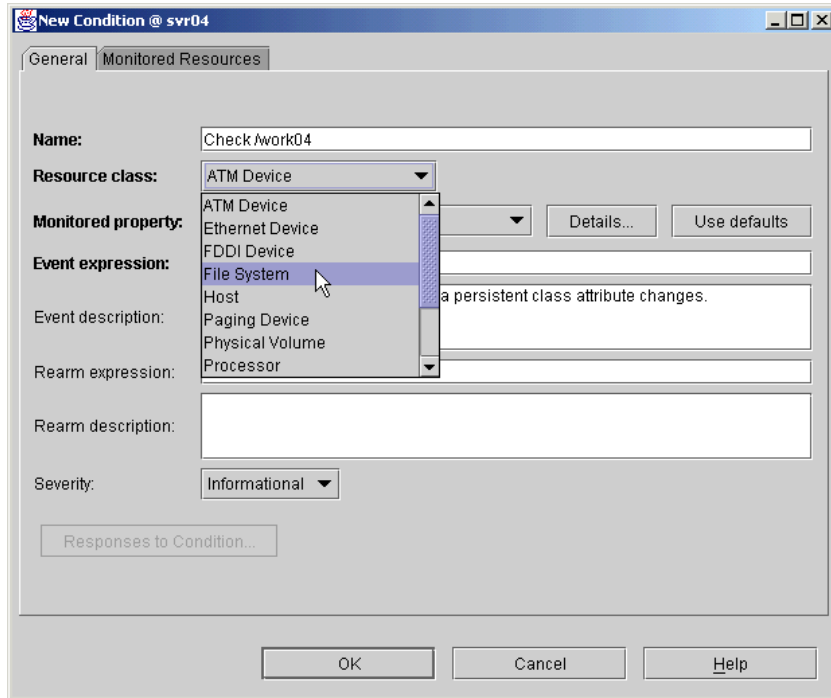 New Condition @ svr04
General
Monitored Resources
Name:
Check /work04
Resource class:
ATM Device
ATM Device
Ethernet Device
FDDI Device
File System
Host
Paging Device
Physical Volume
Processor
Monitored property:
Details...
Use defaults
Event expression:
Event description:
a persistent class attribute changes.
Rearm expression:
Rearm description:
Severity:
Informational
Responses to Condition...
OK
Cancel
Help